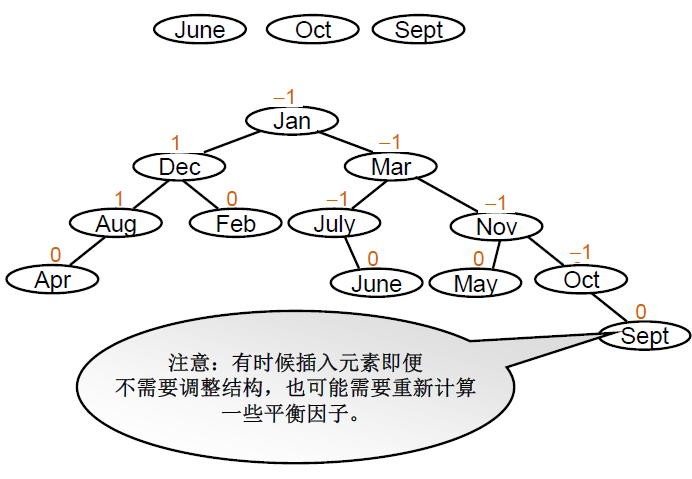 June Oct Sept
−1
Jan
1 −1
Dec Mar
1 0 −1 −1
Aug Feb July Nov
0 0 0 −1
Apr June May Oct
0
Sept
注意：有时候插入元素即便
不需要调整结构，也可能需要重新计算
一些平衡因子。